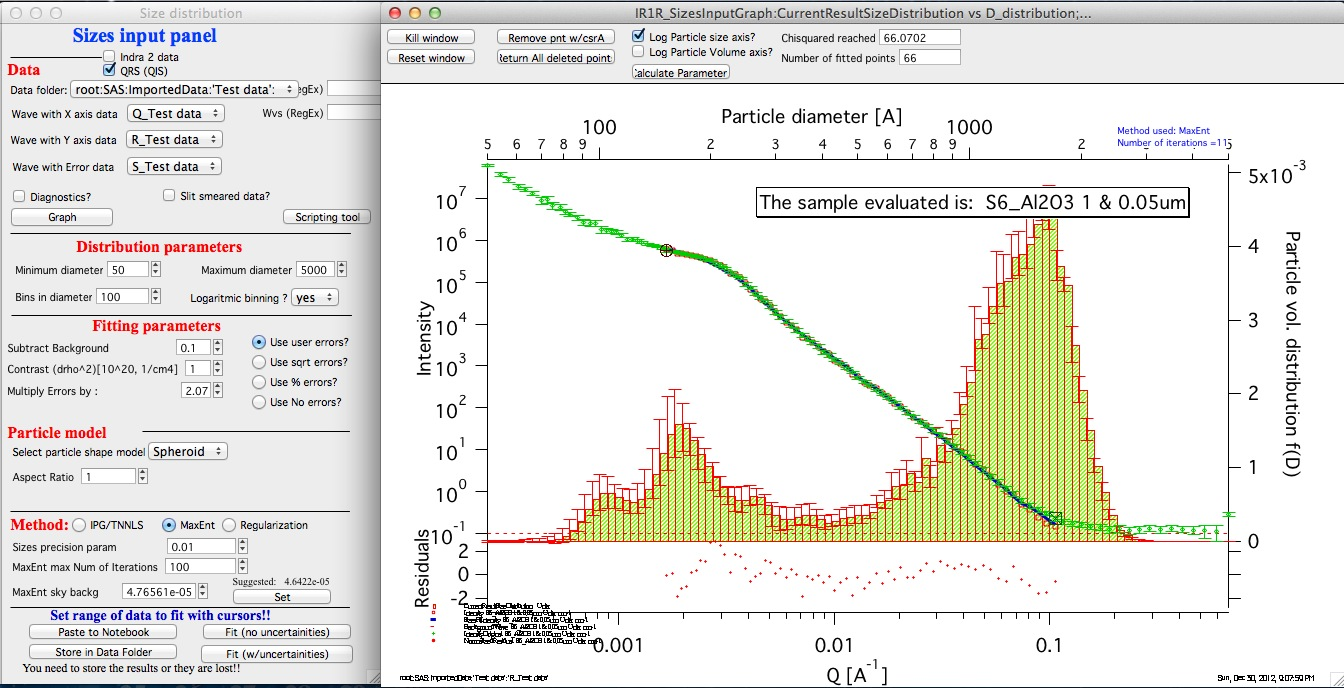 Size distribution
Sizes input panel
Indra 2 data
Data
QRS (QIS)
Data folder: root:SAS:ImportedData:'Test data': egEx)
Wave with X axis data Q_Test data Wvs (RegEx)
Wave with Y axis data R_Test data
Wave with Error data S_Test data
Diagnostics? Slit smeared data?
Graph Scripting tool
Distribution parameters
Minimum diameter 50 Maximum diameter 5000
Bins in diameter 100 Logaritmic binning ? yes
Fitting parameters
Subtract Background 0.1 Use user errors?
Contrast (drho^2)[10^20, 1/cm4] 1 Use sqrt errors?
Multiply Errors by : 2.07 Use % errors?
Use No errors?
Particle model
Select particle shape model Spheroid
Aspect Ratio 1
Method: IPG/TNNLS MaxEnt Regularization
Sizes precision param 0.01
MaxEnt max Num of Iterations 100
Suggested: 4.6422e-05
MaxEnt sky backg 4.76561e-05 Set
Set range of data to fit with cursors!!
Paste to Notebook Fit (no uncertainities)
Store in Data Folder Fit (w/uncertainities)
You need to store the results or they are lost!!
IR1R_SizesInputGraph:CurrentResultSizeDistribution vs D_distribution;...
Kill window Remove pnt w/csrA Log Particle size axis? Chisquared reached 66.0702
Reset window Return All deleted point Log Particle Volume axis? Number of fitted points 66
Calculate Parameter
Particle diameter [A]
100 1000
5 6 7 8 9 2 3 4 5 6 7 8 9 2 5
Method used: MaxEnt
Number of iterations =11
The sample evaluated is: S6_Al2O3 1 & 0.05um
Intensity
10^7
10^6
10^5
10^4
10^3
10^2
10^1
10^0
10^-1
Particle vol. distribution f(D)
5x10^-3
4
3
2
1
0
Residuals
2
0
-2
0.001 0.01 0.1
Q [A^-1]
root:SAS:ImportedData:'Test data':'R_Test data'
Sun, Dec 30, 2012, 9:07:59 PM